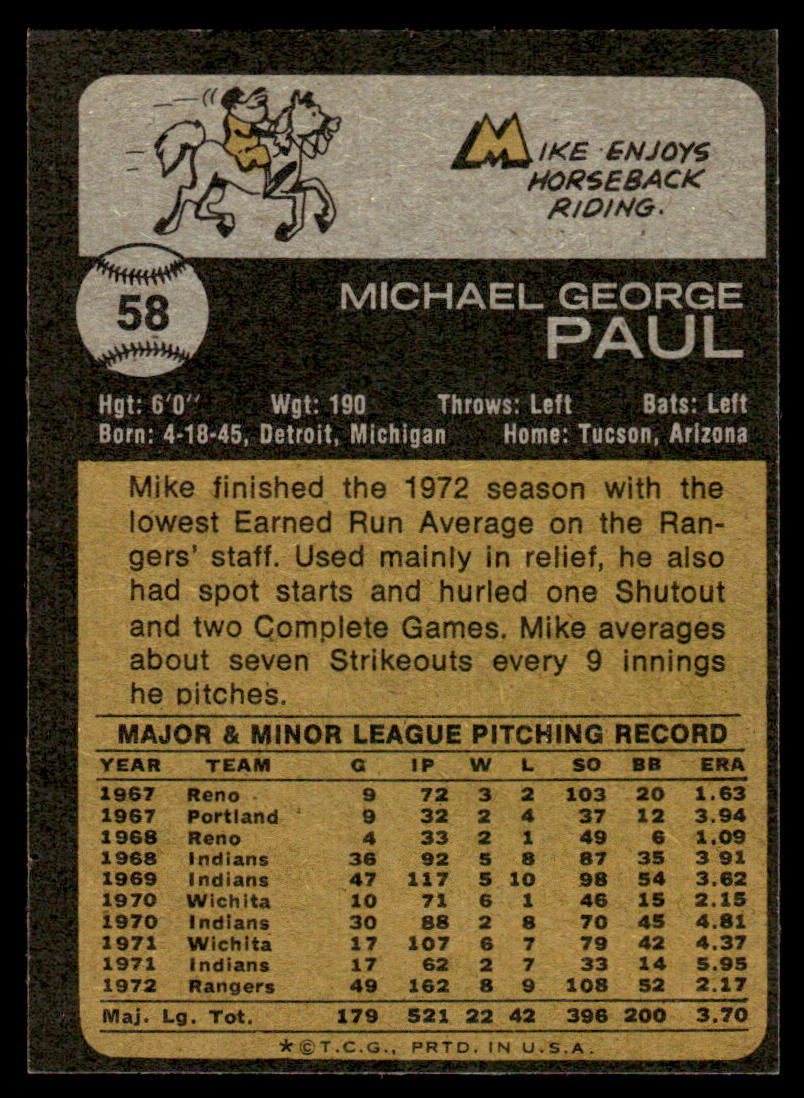 MIKE ENJOYS
HORSEBACK
RIDING.
58
MICHAEL GEORGE
PAUL
Hgt: 6'0" Wgt: 190 Throws: Left Bats: Left
Born: 4-18-45, Detroit, Michigan Home: Tucson, Arizona
Mike finished the 1972 season with the
lowest Earned Run Average on the Ran-
gers' staff. Used mainly in relief, he also
had spot starts and hurled one Shutout
and two Complete Games. Mike averages
about seven Strikeouts every 9 innings
he pitches.
MAJOR & MINOR LEAGUE PITCHING RECORD
YEAR TEAM G IP W L SO BB ERA
1967 Reno 9 72 3 2 103 20 1.63
1967 Portland 9 32 2 4 37 12 3.94
1968 Reno 4 33 2 1 49 6 1.09
1968 Indians 36 92 5 8 87 35 3 91
1969 Indians 47 117 5 10 98 54 3.62
1970 Wichita 10 71 6 1 46 15 2.15
1970 Indians 30 88 2 8 70 45 4.81
1971 Wichita 17 107 6 7 79 42 4.37
1971 Indians 17 62 2 7 33 14 5.95
1972 Rangers 49 162 8 9 108 52 2.17
Maj. Lg. Tot. 179 521 22 42 396 200 3.70
*©T.C.G., PRTD. IN U.S.A.